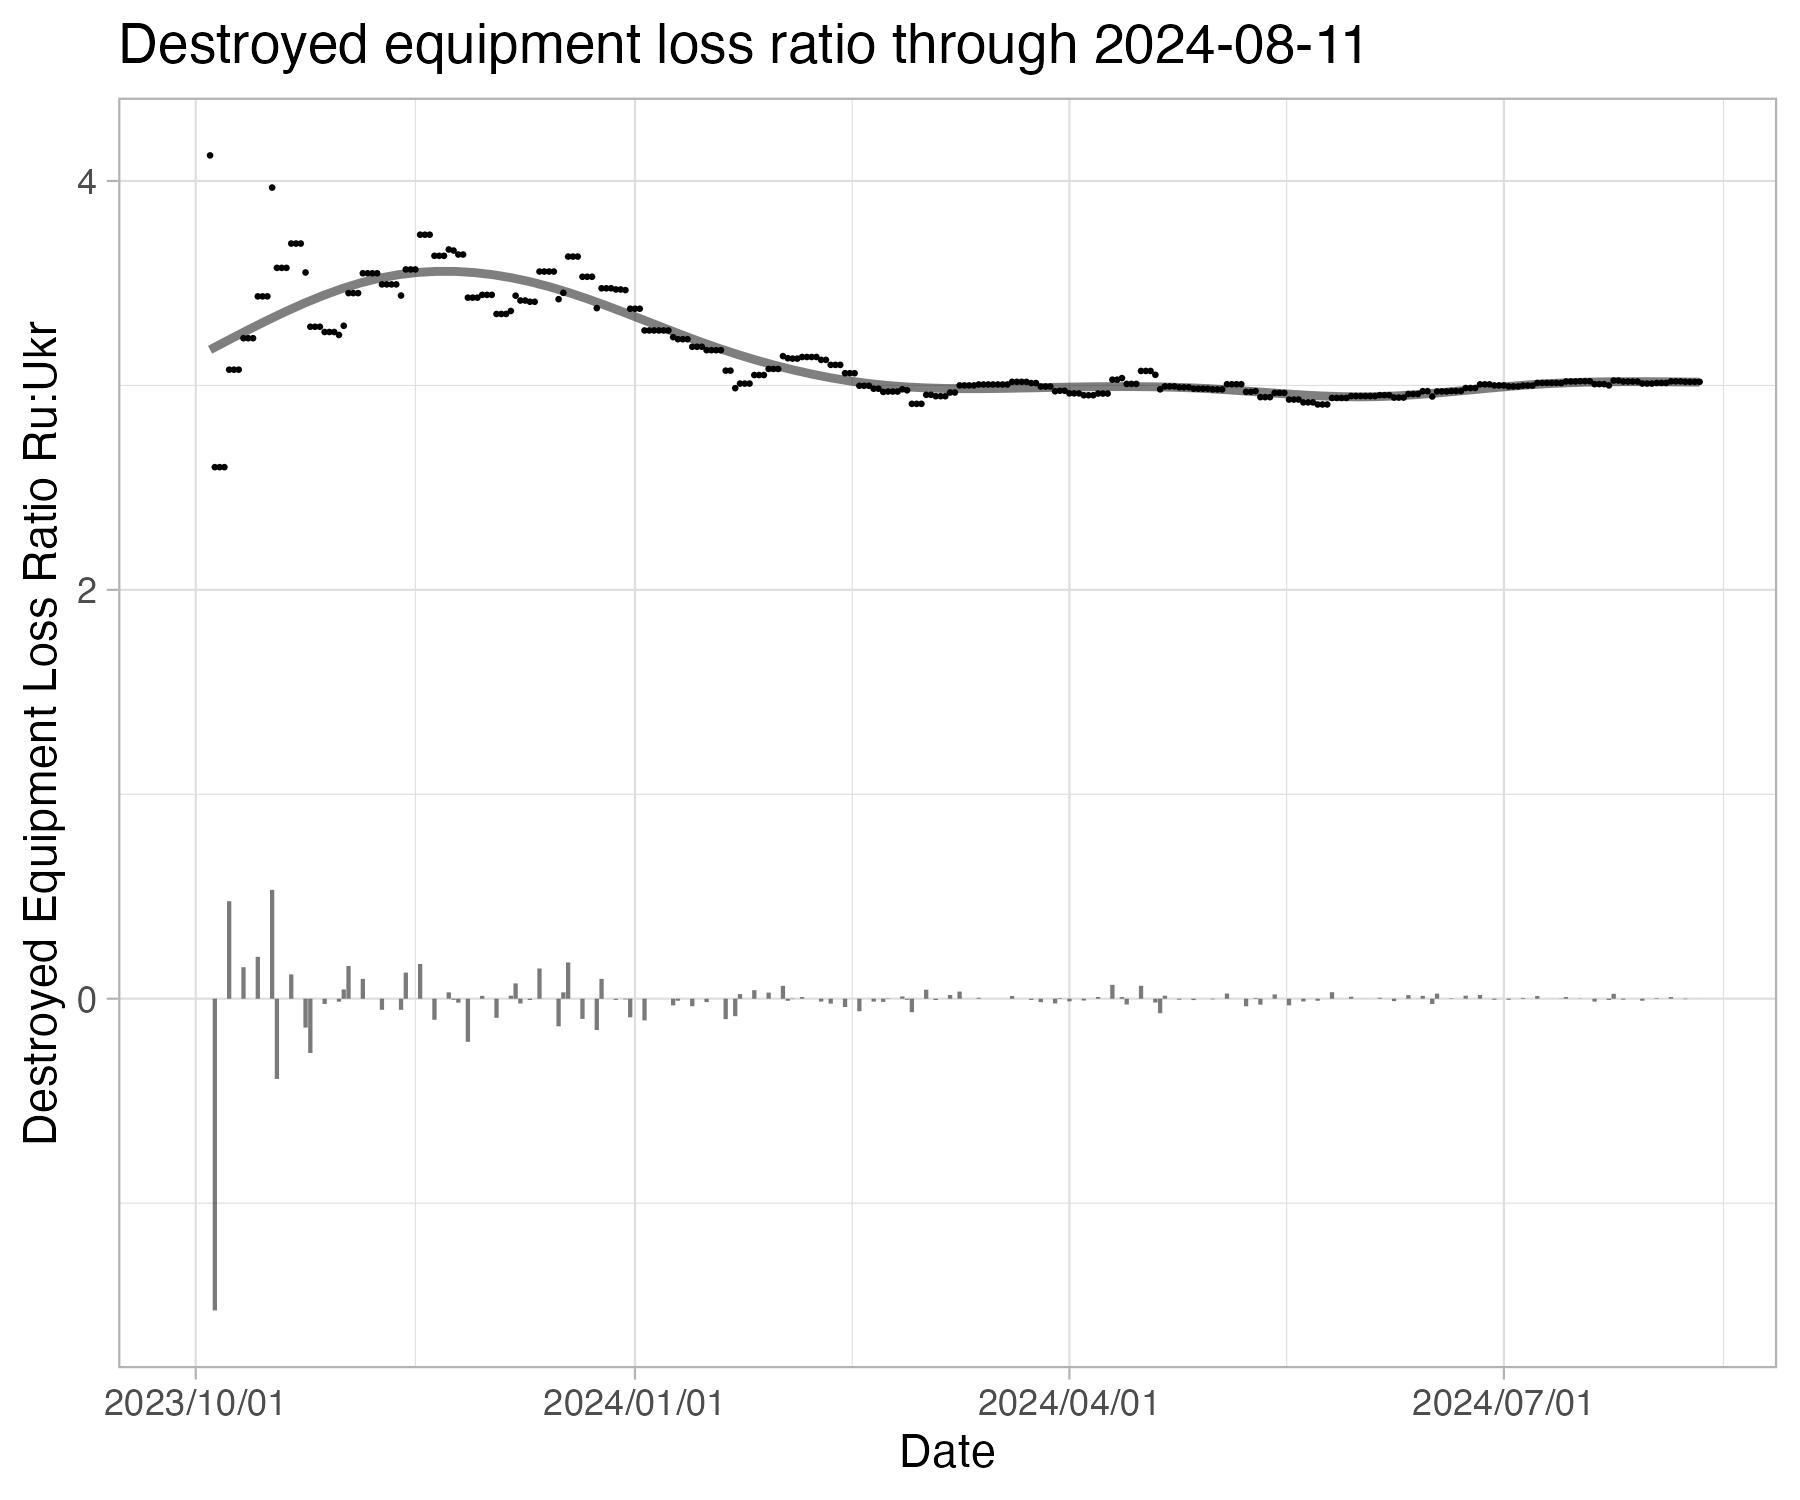 Destroyed equipment loss ratio through 2024-08-11
Destroyed Equipment Loss Ratio Ru:Ukr
4
2
0
2023/10/01
2024/01/01
2024/04/01
2024/07/01
Date